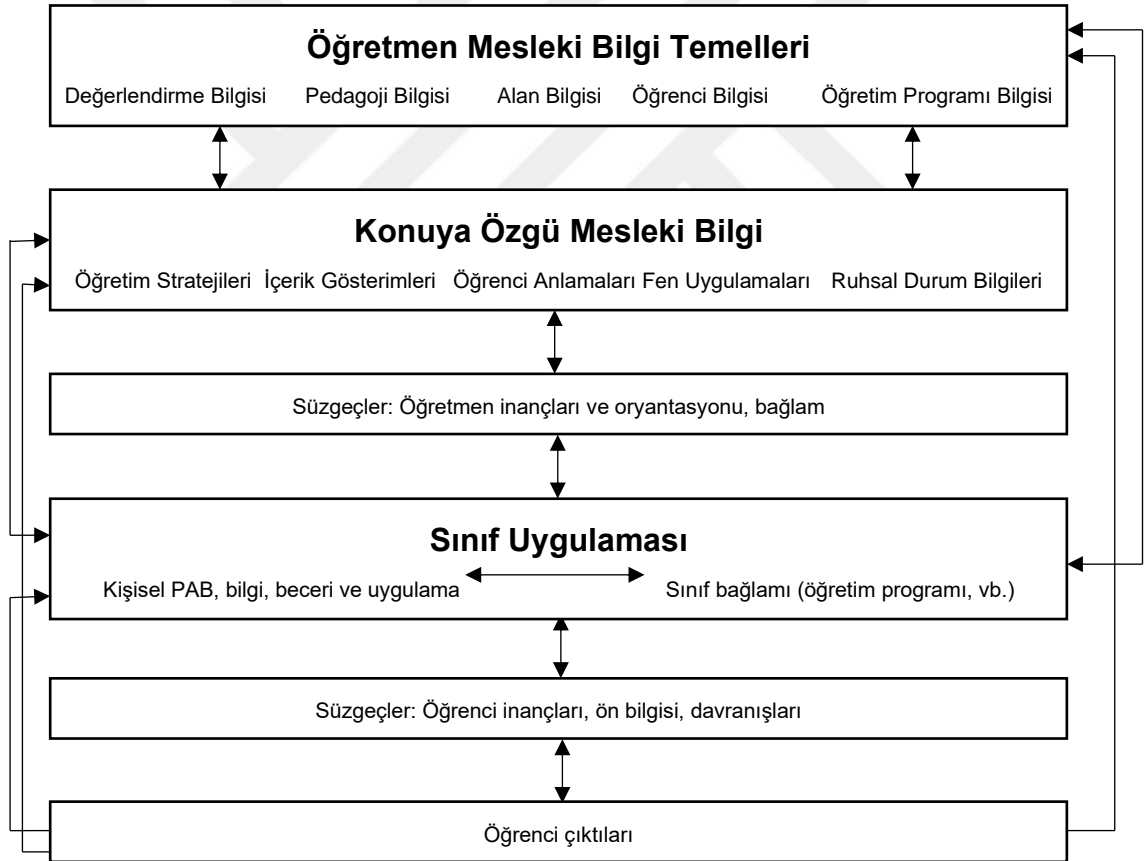 Öğretmen Mesleki Bilgi Temelleri
Değerlendirme Bilgisi Pedagoji Bilgisi Alan Bilgisi Öğrenci Bilgisi Öğretim Programı Bilgisi
Konuya Özgü Mesleki Bilgi
Öğretim Stratejileri İçerik Gösterimleri Öğrenci Anlamaları Fen Uygulamaları Ruhsal Durum Bilgileri
Süzgeçler: Öğretmen inançları ve oryantasyonu, bağlam
Sınıf Uygulaması
Kişisel PAB, bilgi, beceri ve uygulama Sınıf bağlamı (öğretim programı, vb.)
Süzgeçler: Öğrenci inançları, ön bilgisi, davranışları
Öğrenci çıktıları